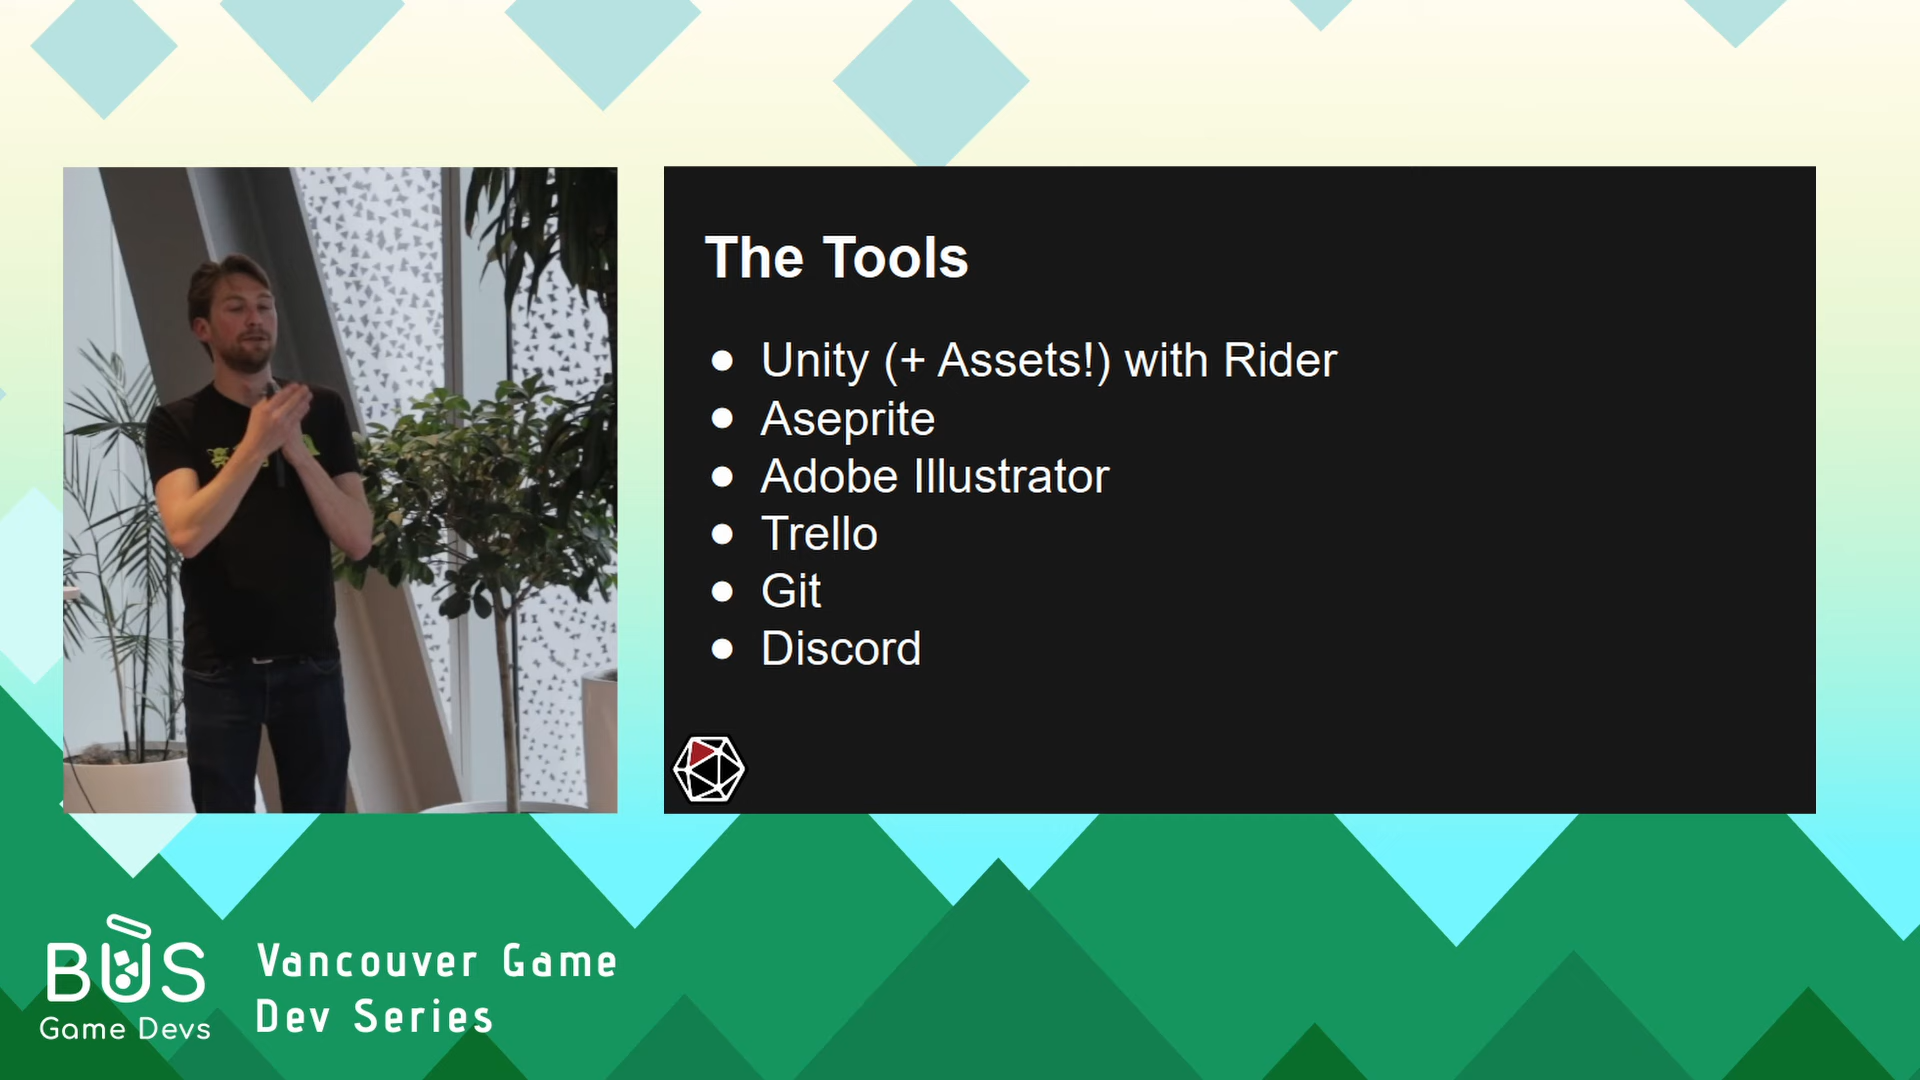 The Tools
● Unity (+ Assets!) with Rider
● Aseprite
● Adobe Illustrator
● Trello
● Git
● Discord
BUS
Game Devs
Vancouver Game
Dev Series